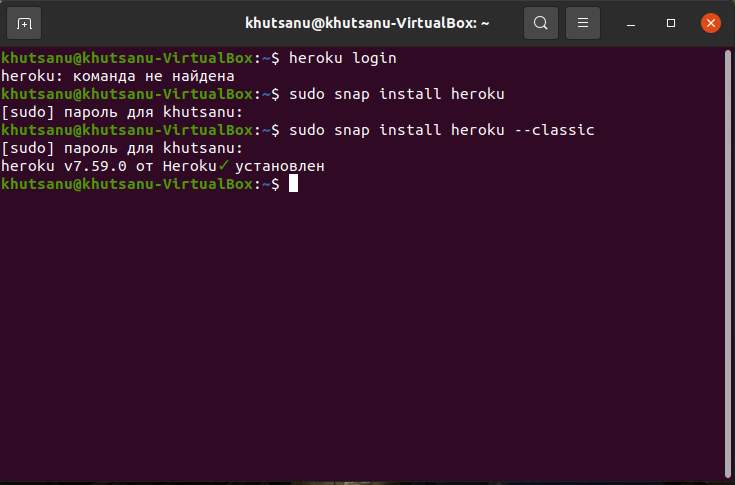 khutsanu@khutsanu-VirtualBox: ~
khutsanu@khutsanu-VirtualBox:~$ heroku login
heroku: команда не найдена
khutsanu@khutsanu-VirtualBox:~$ sudo snap install heroku
[sudo] пароль для khutsanu:
khutsanu@khutsanu-VirtualBox:~$ sudo snap install heroku --classic
[sudo] пароль для khutsanu:
heroku v7.59.0 от Heroku✓ установлен
khutsanu@khutsanu-VirtualBox:~$